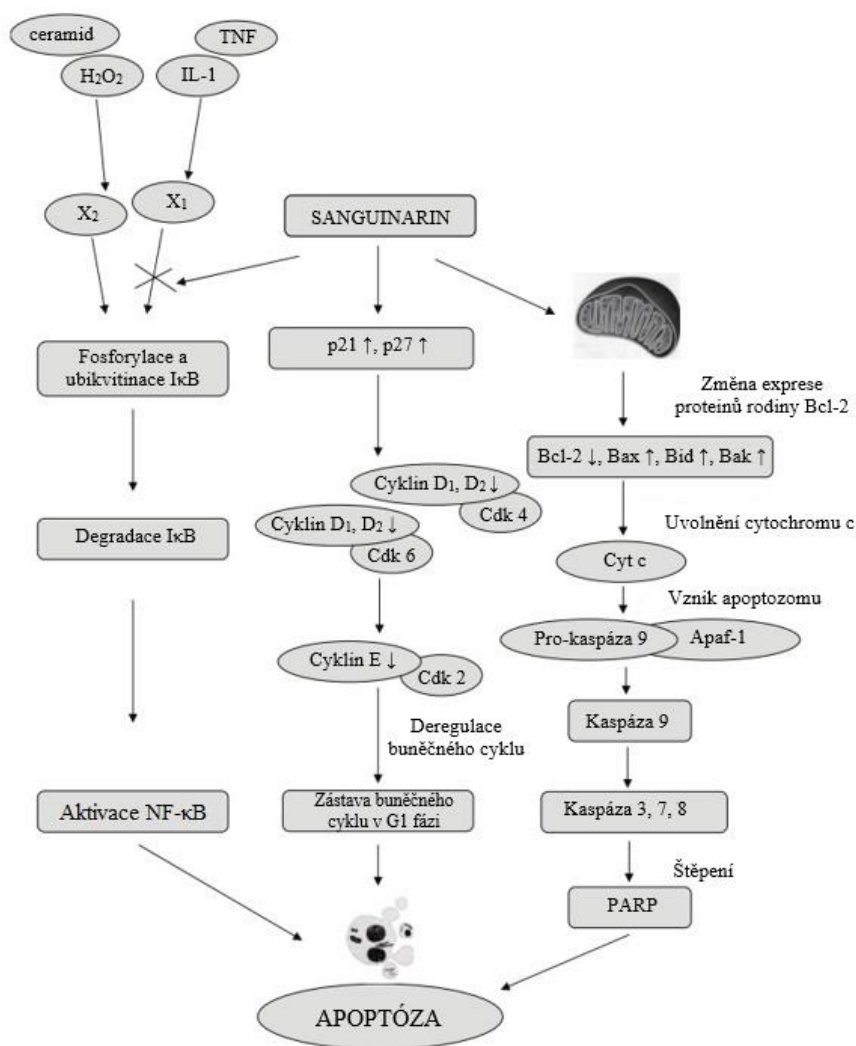 ceramid
H₂O₂
TNF
IL-1
X₂
X₁
SANGUINARIN
Fosforylace a
ubikvitinace IκB
Degradace IκB
Aktivace NF-κB
p21 ↑, p27 ↑
Cyklin D₁, D₂ ↓
Cdk 4
Cyklin D₁, D₂ ↓
Cdk 6
Cyklin E ↓
Cdk 2
Deregulace
buněčného cyklu
Zástava buněčného
cyklu v G1 fázi
Změna exprese
proteinů rodiny Bcl-2
Bcl-2 ↓, Bax ↑, Bid ↑, Bak ↑
Uvolnění cytochromu c
Cyt c
Vznik apoptozomu
Pro-kaspáza 9
Apaf-1
Kaspáza 9
Kaspáza 3, 7, 8
Štěpení
PARP
APOPTÓZA